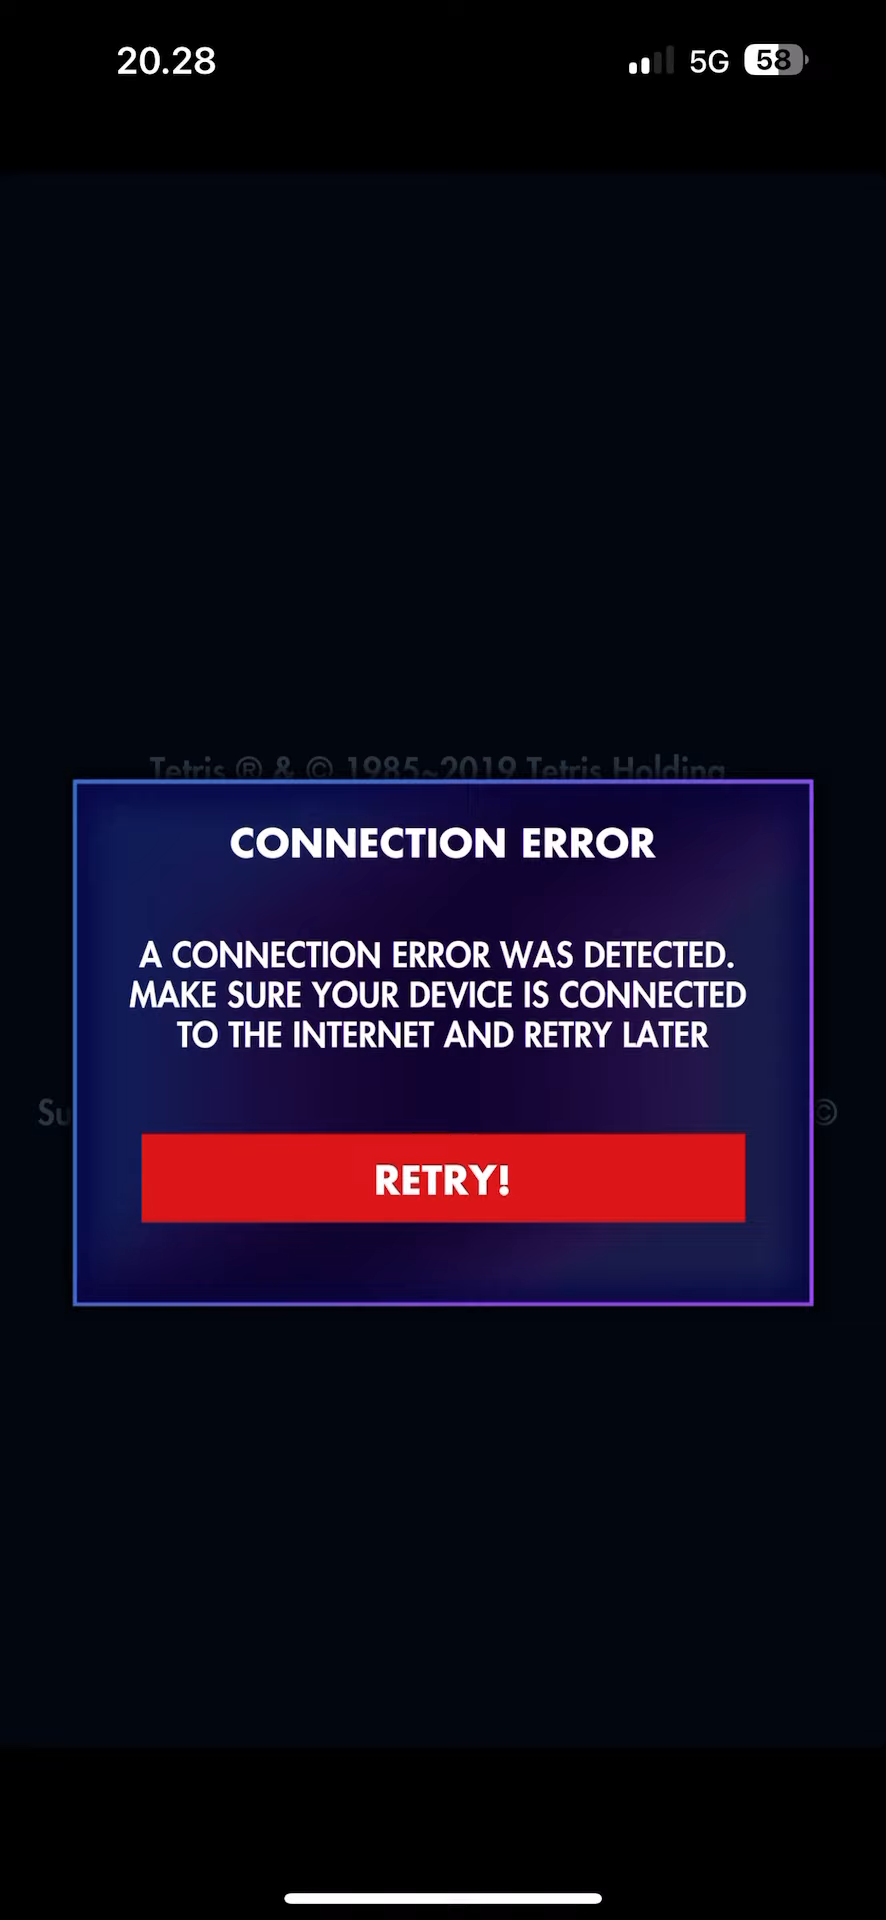 20.28
5G 58
Tetris ® & © 1985~2019 Tetris Holding
CONNECTION ERROR
A CONNECTION ERROR WAS DETECTED.
MAKE SURE YOUR DEVICE IS CONNECTED
TO THE INTERNET AND RETRY LATER
Su ©
RETRY!